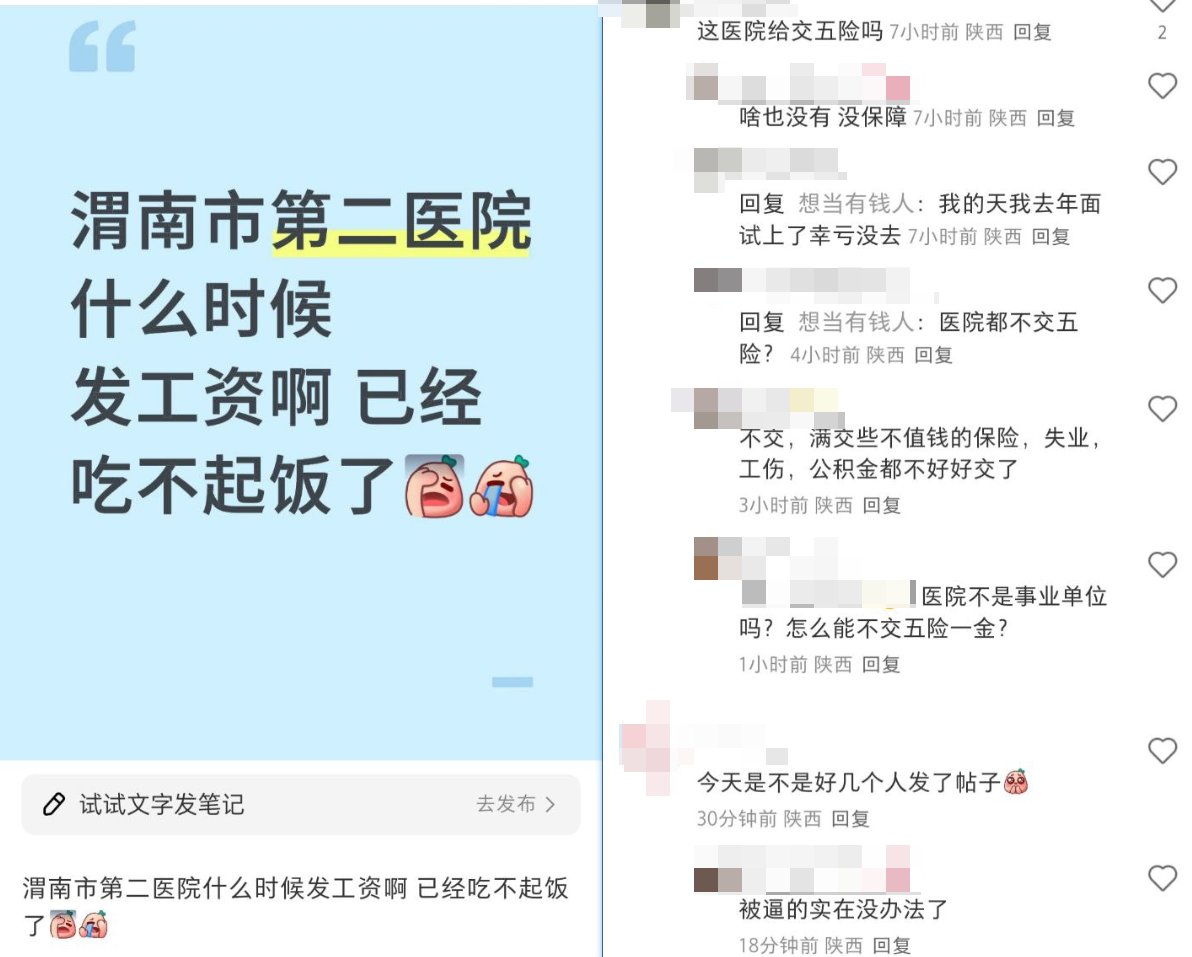 渭南市第二医院
什么时候
发工资啊 已经
吃不起饭了
试试文字发笔记
去发布
渭南市第二医院什么时候发工资啊 已经吃不起饭
了
这医院给交五险吗 7小时前 陕西 回复
2
啥也没有 没保障 7小时前 陕西 回复
回复 想当有钱人：我的天我去年面
试上了幸亏没去 7小时前 陕西 回复
回复 想当有钱人：医院都不交五
险？ 4小时前 陕西 回复
不交，满交些不值钱的保险，失业，
工伤，公积金都不好好交了
3小时前 陕西 回复
医院不是事业单位
吗？怎么能不交五险一金？
1小时前 陕西 回复
今天是不是好几个人发了帖子
30分钟前 陕西 回复
被逼的实在没办法了
18分钟前 陕西 回复